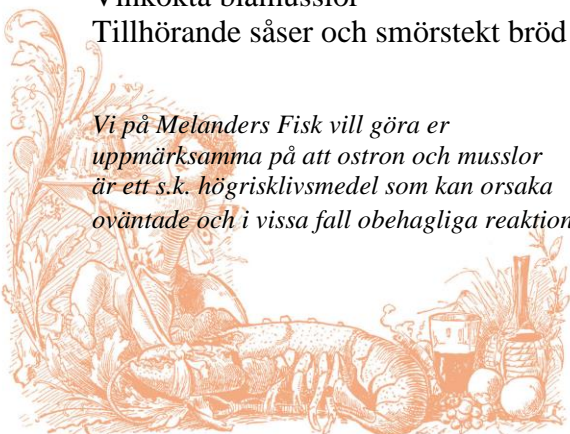 Vinkokta blåmusslor
Tillhörande såser och smörstekt bröd
Vi på Melanders Fisk vill göra er
uppmärksamma på att ostron och musslor
är ett s.k. högrisklivsmedel som kan orsaka
oväntade och i vissa fall obehagliga reaktion